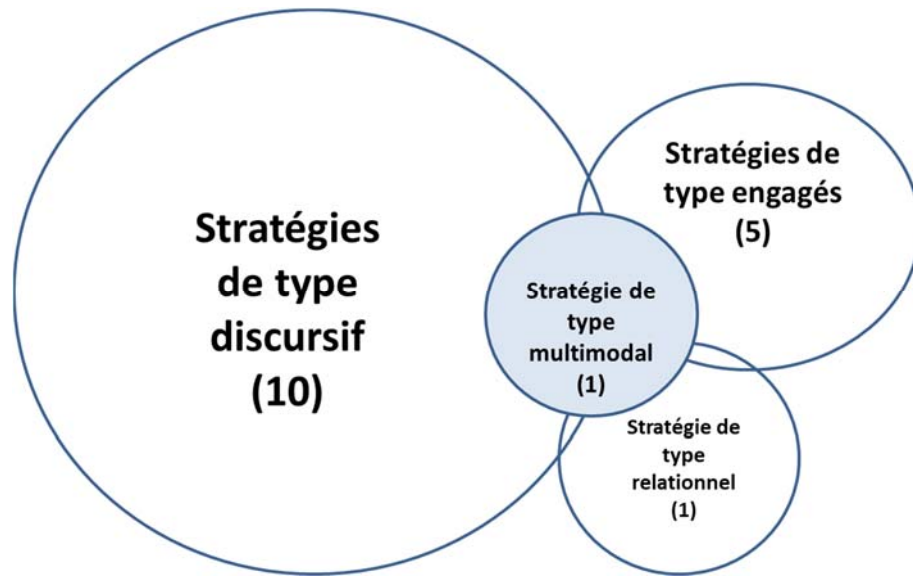 Stratégies
de type
discursif
(10)
Stratégies de
type engagés
(5)
Stratégie de
type
multimodal
(1)
Stratégie de
type
relationnel
(1)